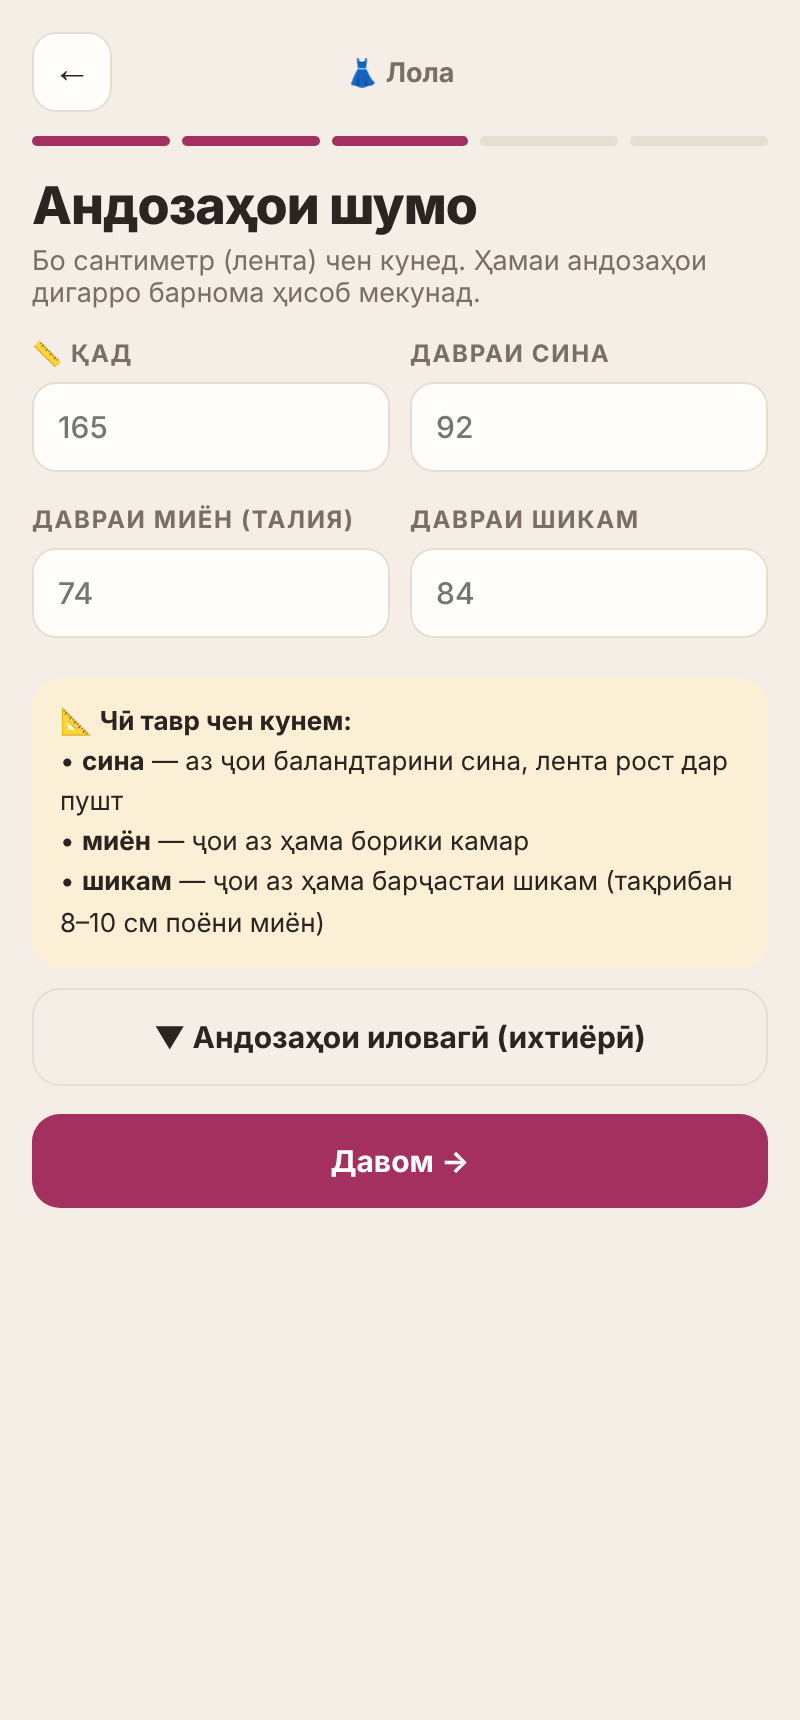 ←
👗 Лола
Андозаҳои шумо
Бо сантиметр (лента) чен кунед. Ҳамаи андозаҳои
дигарро барнома ҳисоб мекунад.
📏 ҚАД
ДАВРАИ СИНА
165
92
ДАВРАИ МИЁН (ТАЛИЯ)
ДАВРАИ ШИКАМ
74
84
📐 Чӣ тавр чен кунем:
• сина — аз ҷои баландтарини сина, лента рост дар
пушт
• миён — ҷои аз ҳама борики камар
• шикам — ҷои аз ҳама барҷастаи шикам (тақрибан
8–10 см поёни миён)
▼ Андозаҳои иловагӣ (ихтиёрӣ)
Давом →